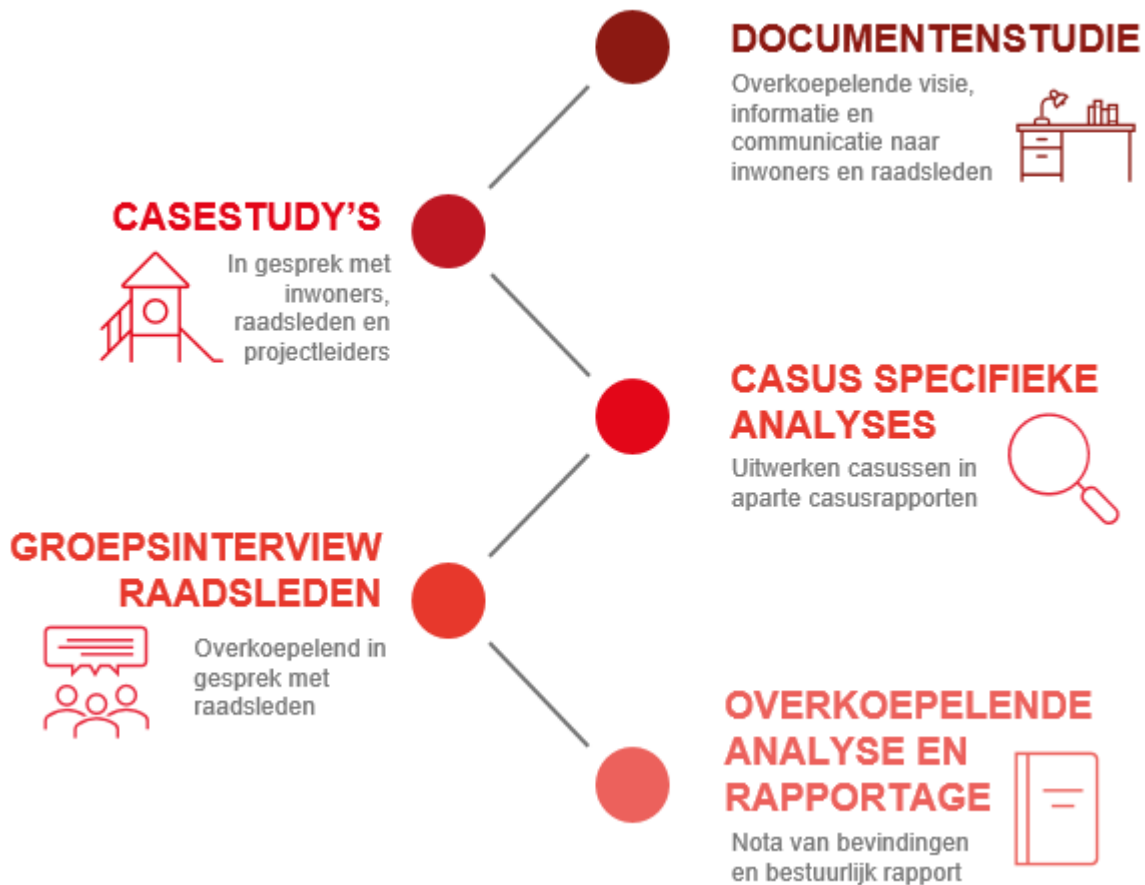 DOCUMENTENSTUDIE
Overkoepelende visie,
informatie en
communicatie naar
inwoners en raadsleden
CASESTUDY’S
In gesprek met
inwoners,
raadsleden en
projectleiders
CASUS SPECIFIEKE
ANALYSES
Uitwerken casussen in
aparte casusrapporten
GROEPSINTERVIEW
RAADSLEDEN
Overkoepelend in
gesprek met
raadsleden
OVERKOEPELENDE
ANALYSE EN
RAPPORTAGE
Nota van bevindingen
en bestuurlijk rapport